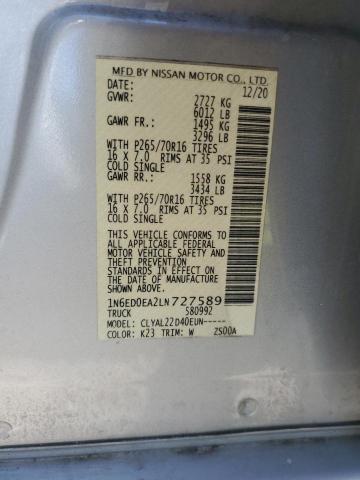 MFD BY NISSAN MOTOR CO., LTD.
DATE: 12/20
GVWR: 2727 KG
6012 LB
GAWR FR: 1495 KG
3296 LB
WITH P265/70R16 TIRES
16 X 7.0 RIMS AT 35 PSI
COLD SINGLE
GAWR RR: 1558 KG
3434 LB
WITH P265/70R16 TIRES
16 X 7.0 RIMS AT 35 PSI
COLD SINGLE
THIS VEHICLE CONFORMS TO
ALL APPLICABLE FEDERAL
MOTOR VEHICLE SAFETY AND
THEFT PREVENTION
STANDARDS IN EFFECT ON THE
DATE OF MANUFACTURE SHOWN
ABOVE.
1N6ED0EA2LN727589
TRUCK S80992
MODEL: CLYAL22D40EUN-----
COLOR: K23 TRIM: W ZS00A